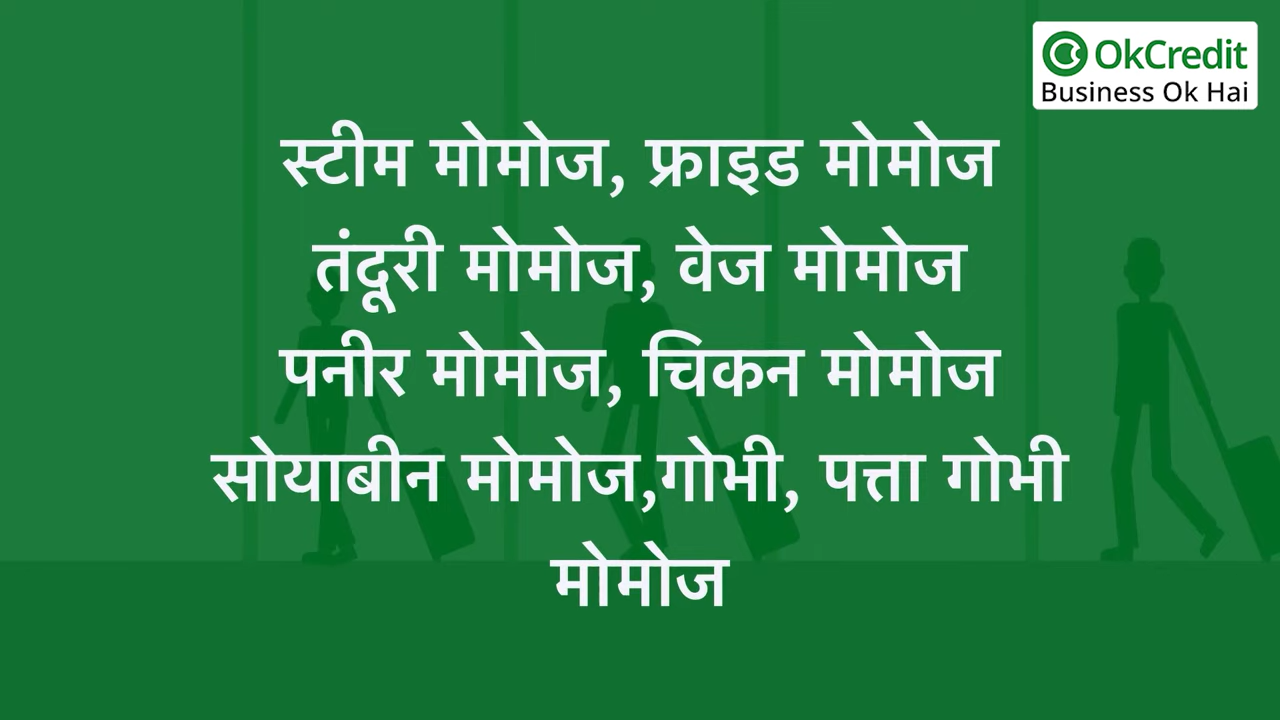 OkCredit
Business Ok Hai
स्टीम मोमोज, फ्राइड मोमोज
तंदूरी मोमोज, वेज मोमोज
पनीर मोमोज, चिकन मोमोज
सोयाबीन मोमोज,गोभी, पत्ता गोभी
मोमोज